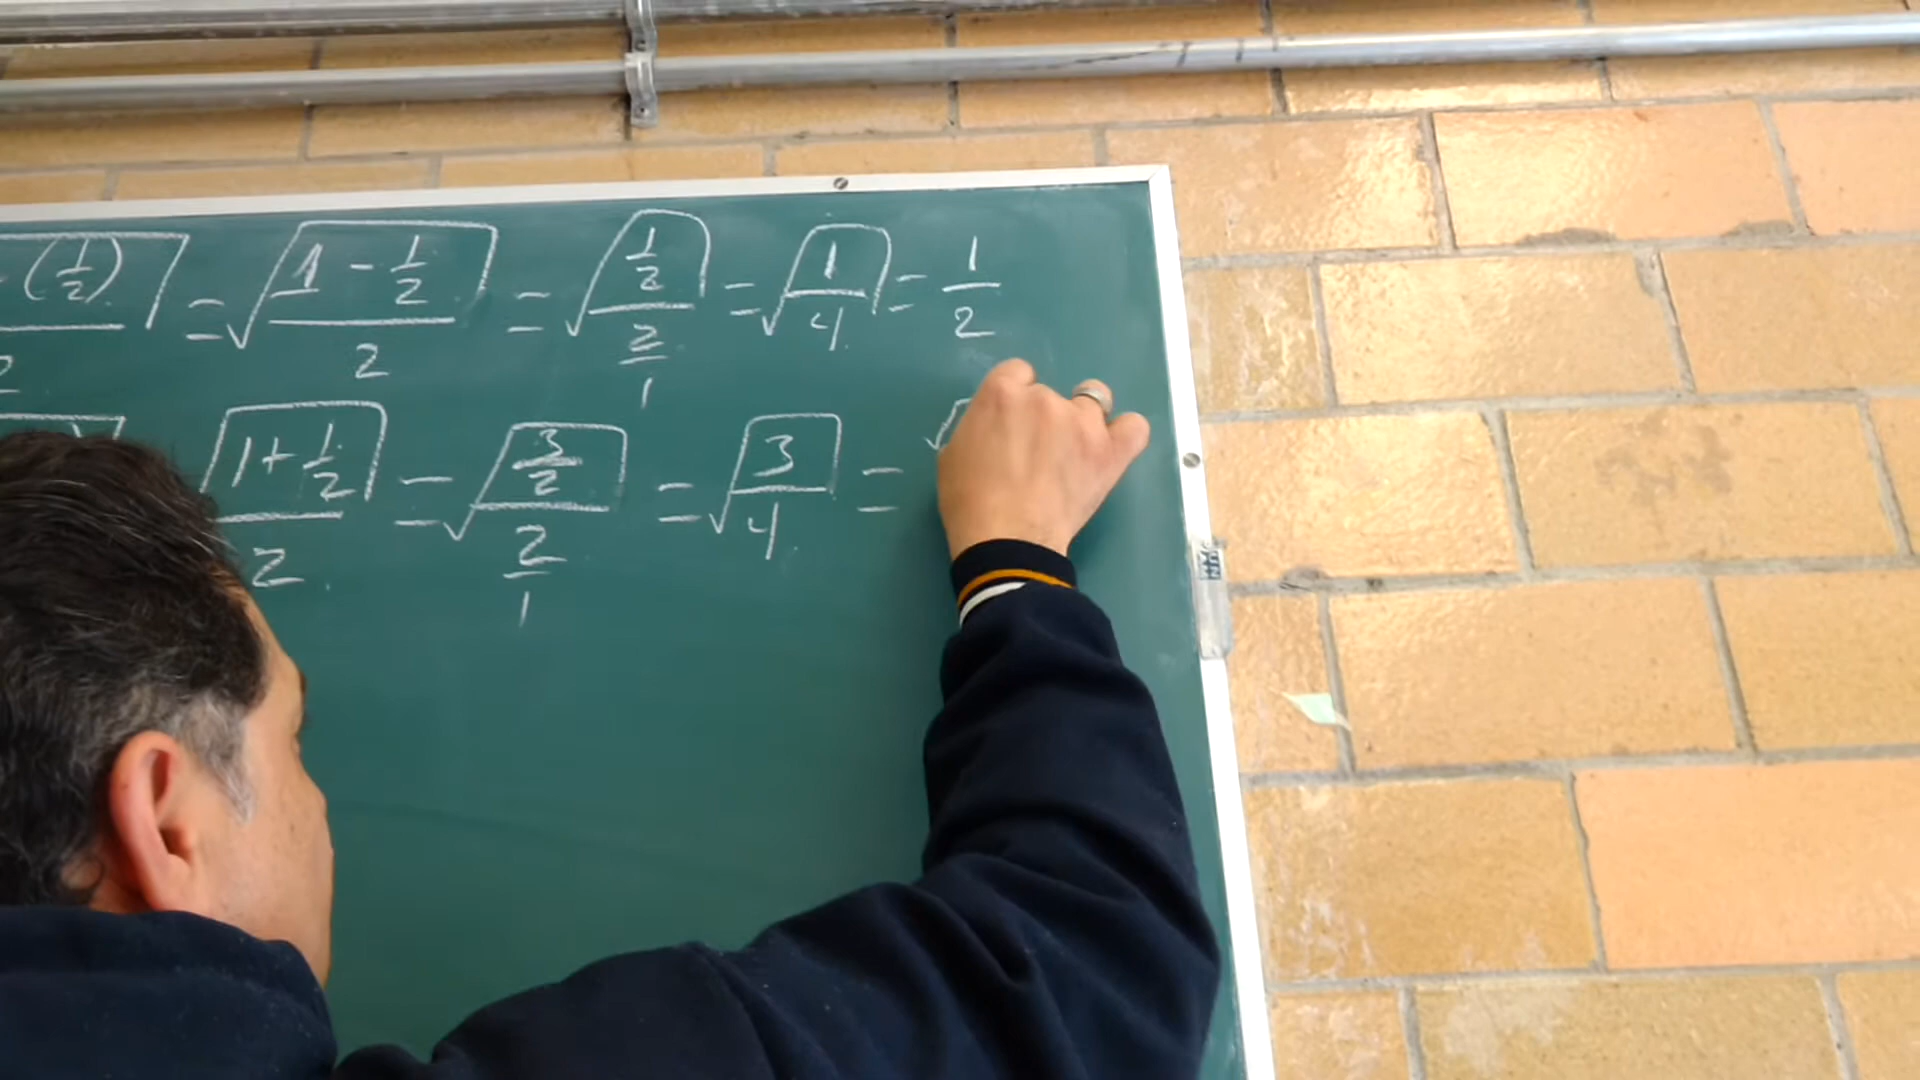 - (1/2) / 2 = √((1 - 1/2) / 2) = √((1/2) / (2/1)) = √(1/4) = 1/2
√((1 + 1/2) / 2) = √((3/2) / (2/1)) = √(3/4) = √